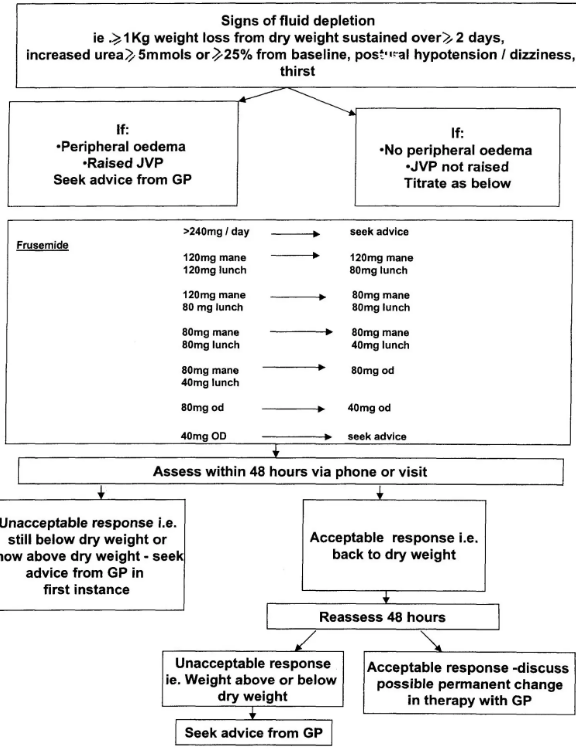 Signs of fluid depletion
ie .⩾1Kg weight loss from dry weight sustained over⩾ 2 days,
increased urea⩾5mmols or⩾25% from baseline, postural hypotension / dizziness,
thirst
If:
•Peripheral oedema
•Raised JVP
Seek advice from GP
If:
•No peripheral oedema
•JVP not raised
Titrate as below
Frusemide
>240mg / day seek advice
120mg mane 120mg mane
120mg lunch 80mg lunch
120mg mane 80mg mane
80 mg lunch 80mg lunch
80mg mane 80mg mane
80mg lunch 40mg lunch
80mg mane 80mg od
40mg lunch
80mg od 40mg od
40mg OD seek advice
Assess within 48 hours via phone or visit
Unacceptable response i.e.
still below dry weight or
now above dry weight - seek
advice from GP in
first instance
Acceptable response i.e.
back to dry weight
Reassess 48 hours
Unacceptable response
ie. Weight above or below
dry weight
Acceptable response -discuss
possible permanent change
in therapy with GP
Seek advice from GP